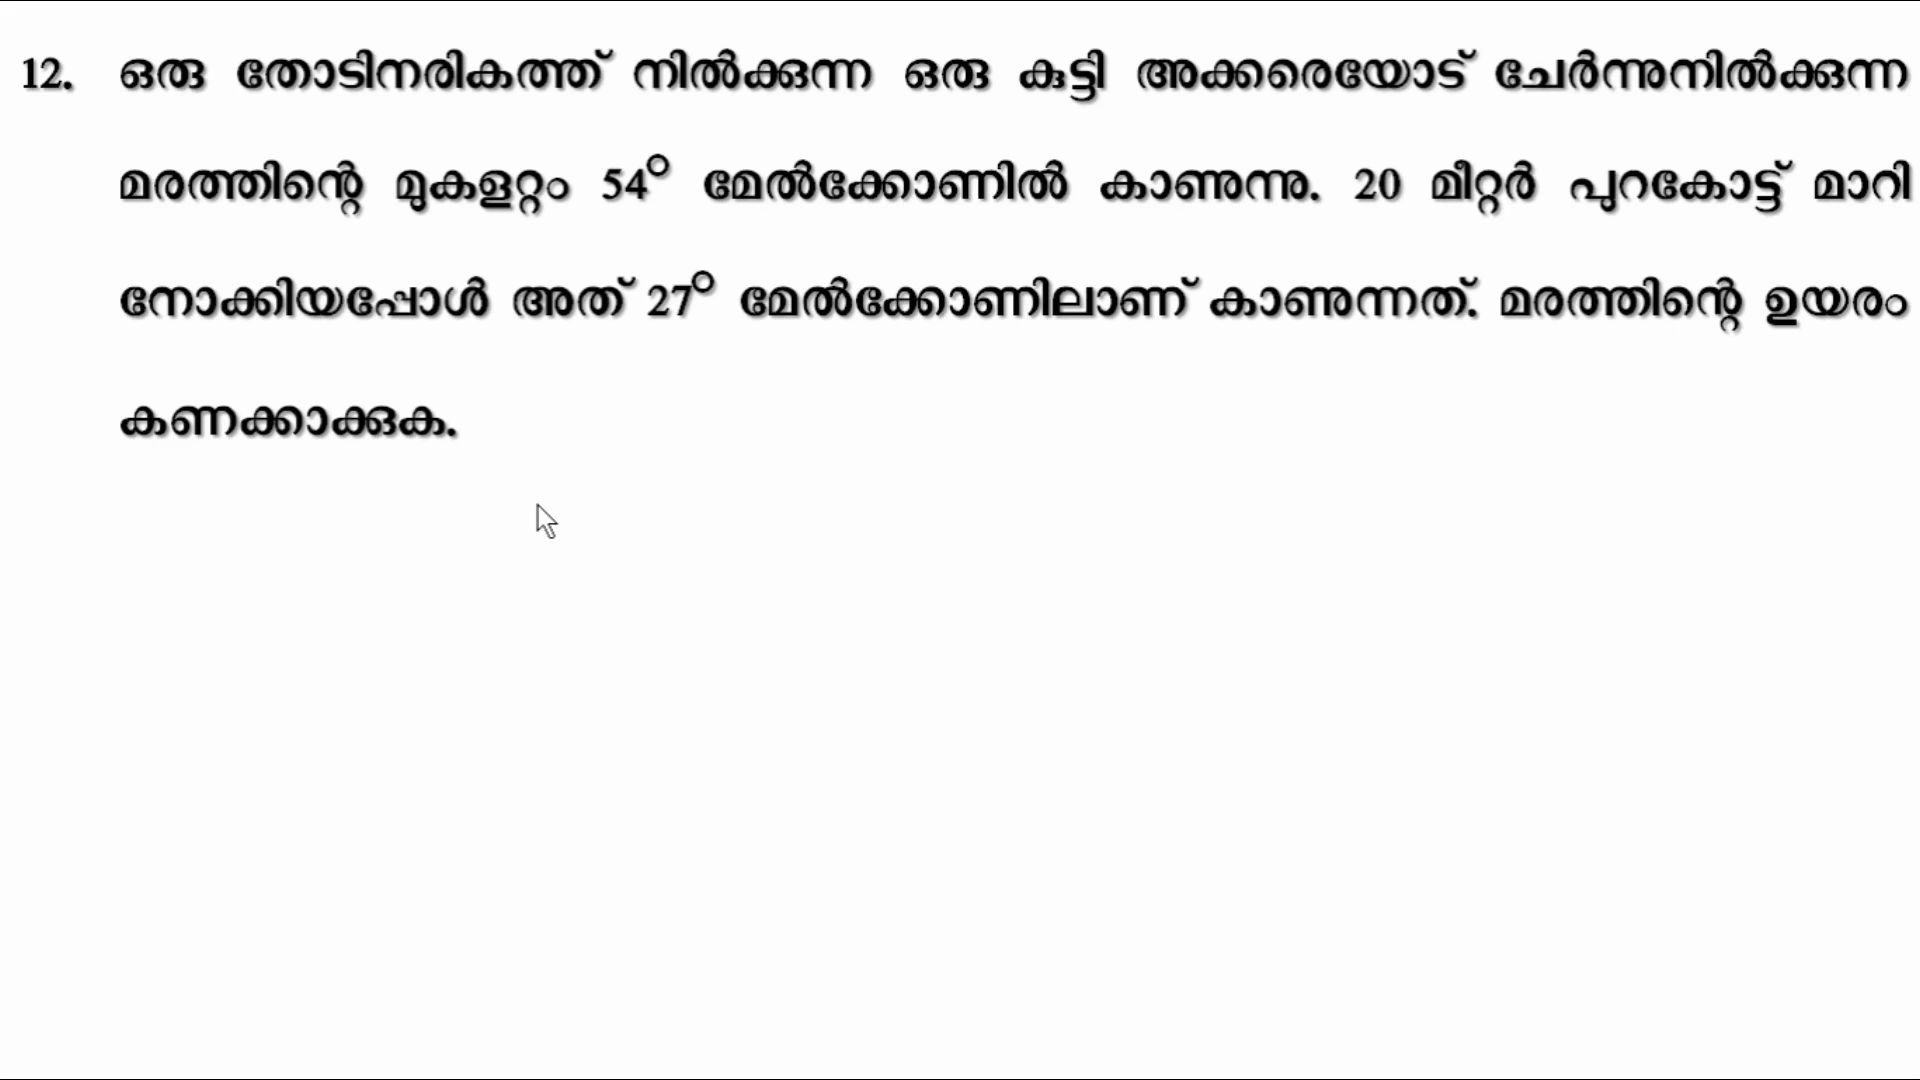 12. ഒരു തോടിനരികത്ത് നിൽക്കുന്ന ഒരു കുട്ടി അക്കരെയോട് ചേർന്നുനിൽക്കുന്ന
മരത്തിന്റെ മുകളറ്റം 54° മേൽക്കോണിൽ കാണുന്നു. 20 മീറ്റർ പുറകോട്ട് മാറി
നോക്കിയപ്പോൾ അത് 27° മേൽക്കോണിലാണ് കാണുന്നത്. മരത്തിന്റെ ഉയരം
കണക്കാക്കുക.